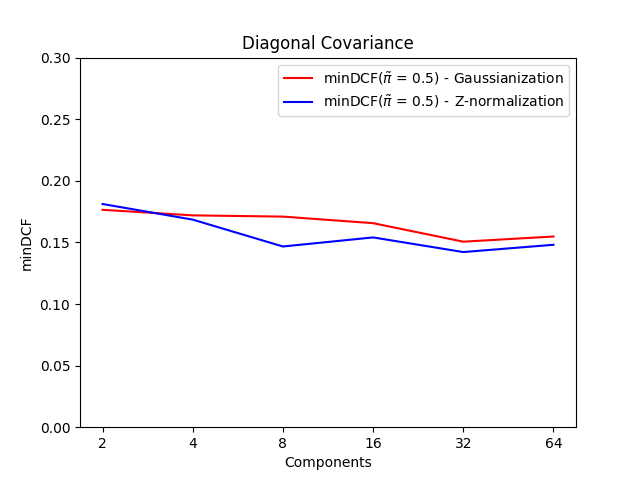 Diagonal Covariance
minDCF(π̃ = 0.5) - Gaussianization
minDCF(π̃ = 0.5) - Z-normalization
minDCF
0.30
0.25
0.20
0.15
0.10
0.05
0.00
2 4 8 16 32 64
Components